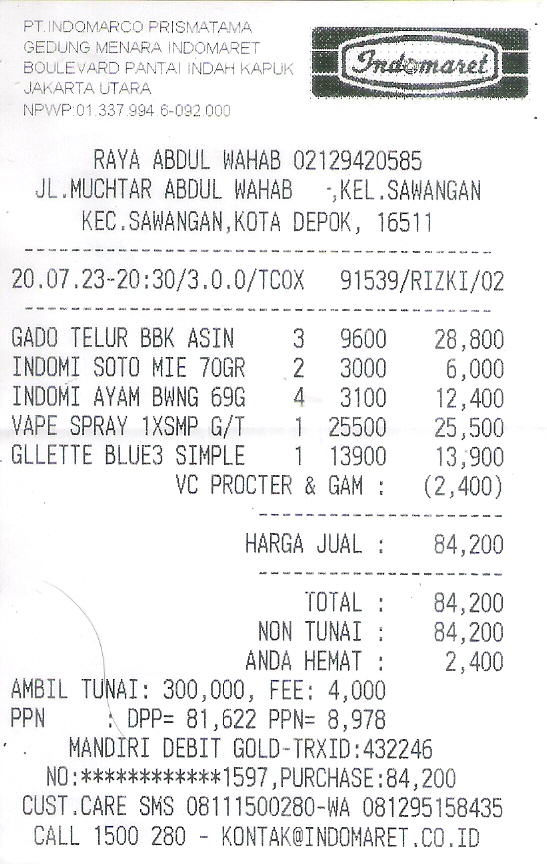 PT.INDOMARCO PRISMATAMA
GEDUNG MENARA INDOMARET
BOULEVARD PANTAI INDAH KAPUK
JAKARTA UTARA
NPWP:01.337.994 6-092.000
Indomaret
RAYA ABDUL WAHAB 02129420585
JL.MUCHTAR ABDUL WAHAB -,KEL.SAWANGAN
KEC.SAWANGAN,KOTA DEPOK, 16511
20.07.23-20:30/3.0.0/TCOX 91539/RIZKI/02
GADO TELUR BBK ASIN 3 9600 28,800
INDOMI SOTO MIE 70GR 2 3000 6,000
INDOMI AYAM BWNG 69G 4 3100 12,400
VAPE SPRAY 1XSMP G/T 1 25500 25,500
GLLETTE BLUE3 SIMPLE 1 13900 13,900
VC PROCTER & GAM : (2,400)
HARGA JUAL : 84,200
TOTAL : 84,200
NON TUNAI : 84,200
ANDA HEMAT : 2,400
AMBIL TUNAI: 300,000, FEE: 4,000
PPN : DPP= 81,622 PPN= 8,978
MANDIRI DEBIT GOLD-TRXID:432246
NO:************1597,PURCHASE:84,200
CUST.CARE SMS 08111500280-WA 081295158435
CALL 1500 280 - KONTAK@INDOMARET.CO.ID